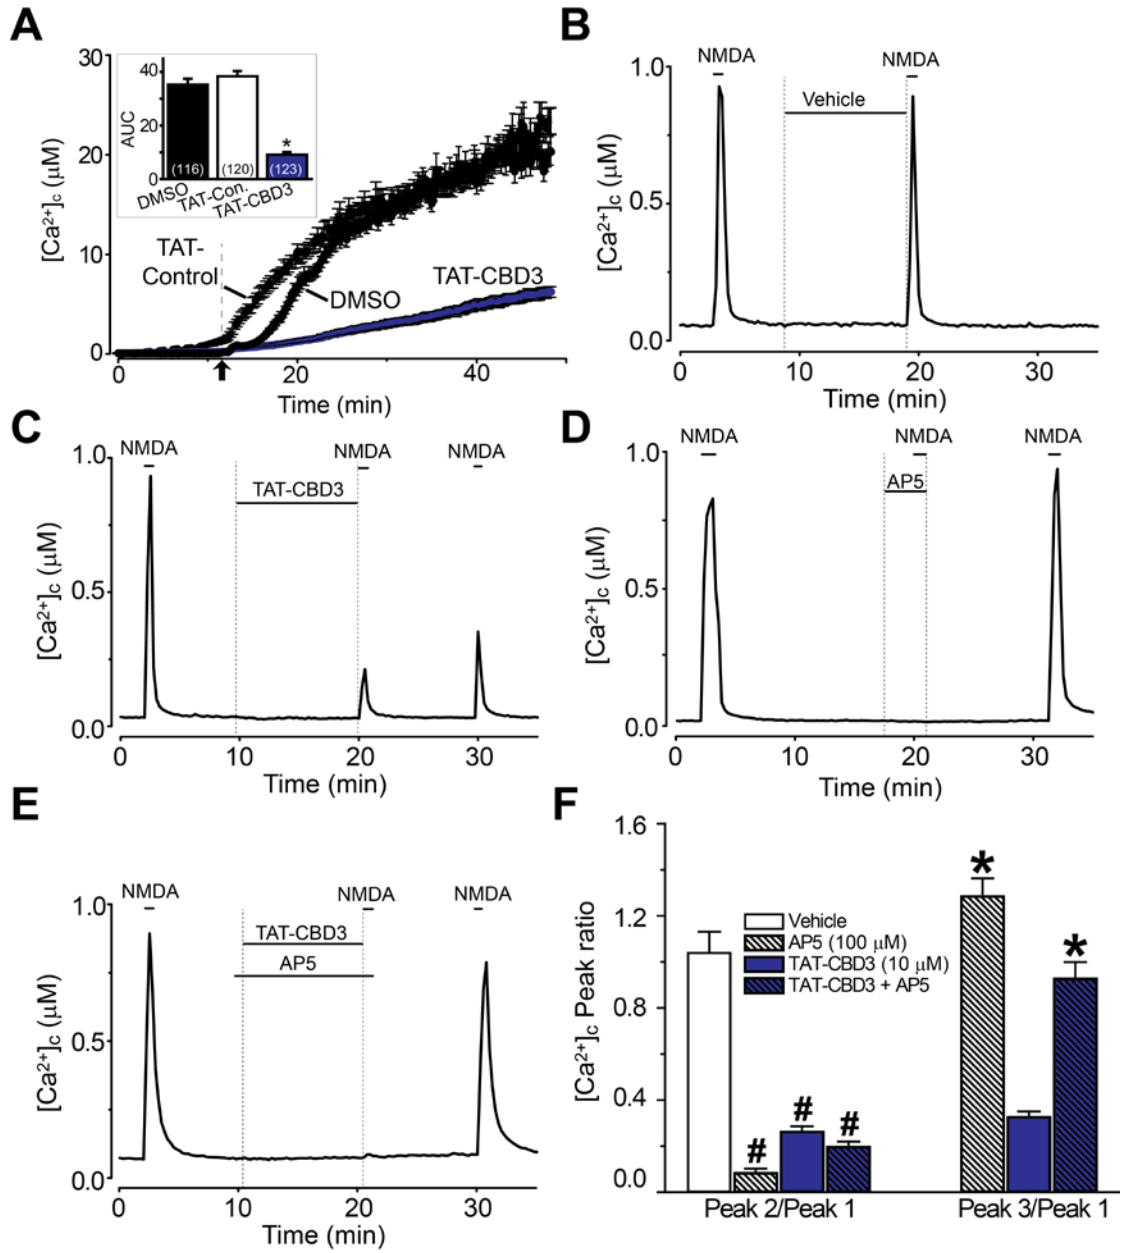 A
30
20
10
0
[Ca²⁺]c (µM)
40
20
0
AUC
(116)
(120)
(123)
*
DMSO
TAT-Con.
TAT-CBD3
TAT-
Control
DMSO
TAT-CBD3
0
20
40
Time (min)
B
NMDA
NMDA
Vehicle
1.0
0.5
0.0
[Ca²⁺]c (µM)
0
10
20
30
Time (min)
C
NMDA
NMDA
NMDA
TAT-CBD3
1.0
0.5
0.0
[Ca²⁺]c (µM)
0
10
20
30
Time (min)
D
NMDA
NMDA
NMDA
AP5
1.0
0.5
0.0
[Ca²⁺]c (µM)
0
10
20
30
Time (min)
E
NMDA
NMDA
NMDA
TAT-CBD3
AP5
1.0
0.5
0.0
[Ca²⁺]c (µM)
0
10
20
30
Time (min)
F
1.6
1.2
0.8
0.4
0.0
[Ca²⁺]c Peak ratio
Vehicle
AP5 (100 µM)
TAT-CBD3 (10 µM)
TAT-CBD3 + AP5
#
#
#
*
*
Peak 2/Peak 1
Peak 3/Peak 1